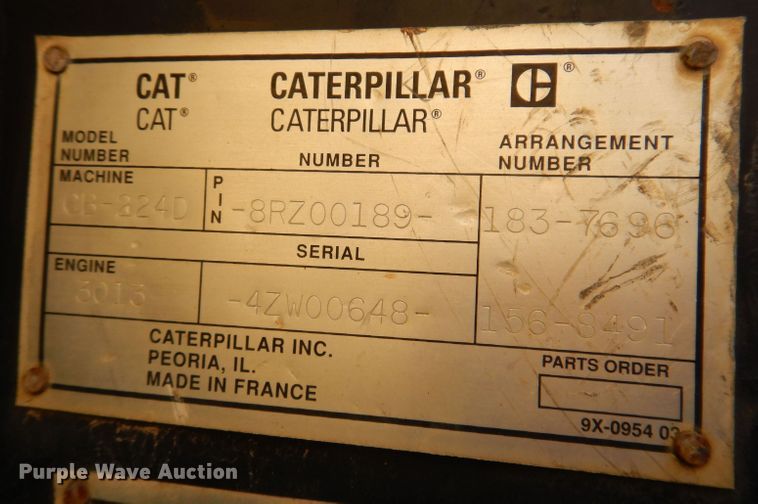 CAT® CATERPILLAR® ®
CAT® CATERPILLAR®
MODEL NUMBER NUMBER ARRANGEMENT NUMBER
MACHINE CB-224D PIN -8RZ00189- 183-7696
SERIAL
ENGINE 3013 -4ZW00648- 156-8491
CATERPILLAR INC.
PEORIA, IL.
MADE IN FRANCE
PARTS ORDER
9X-0954 03
Purple Wave Auction